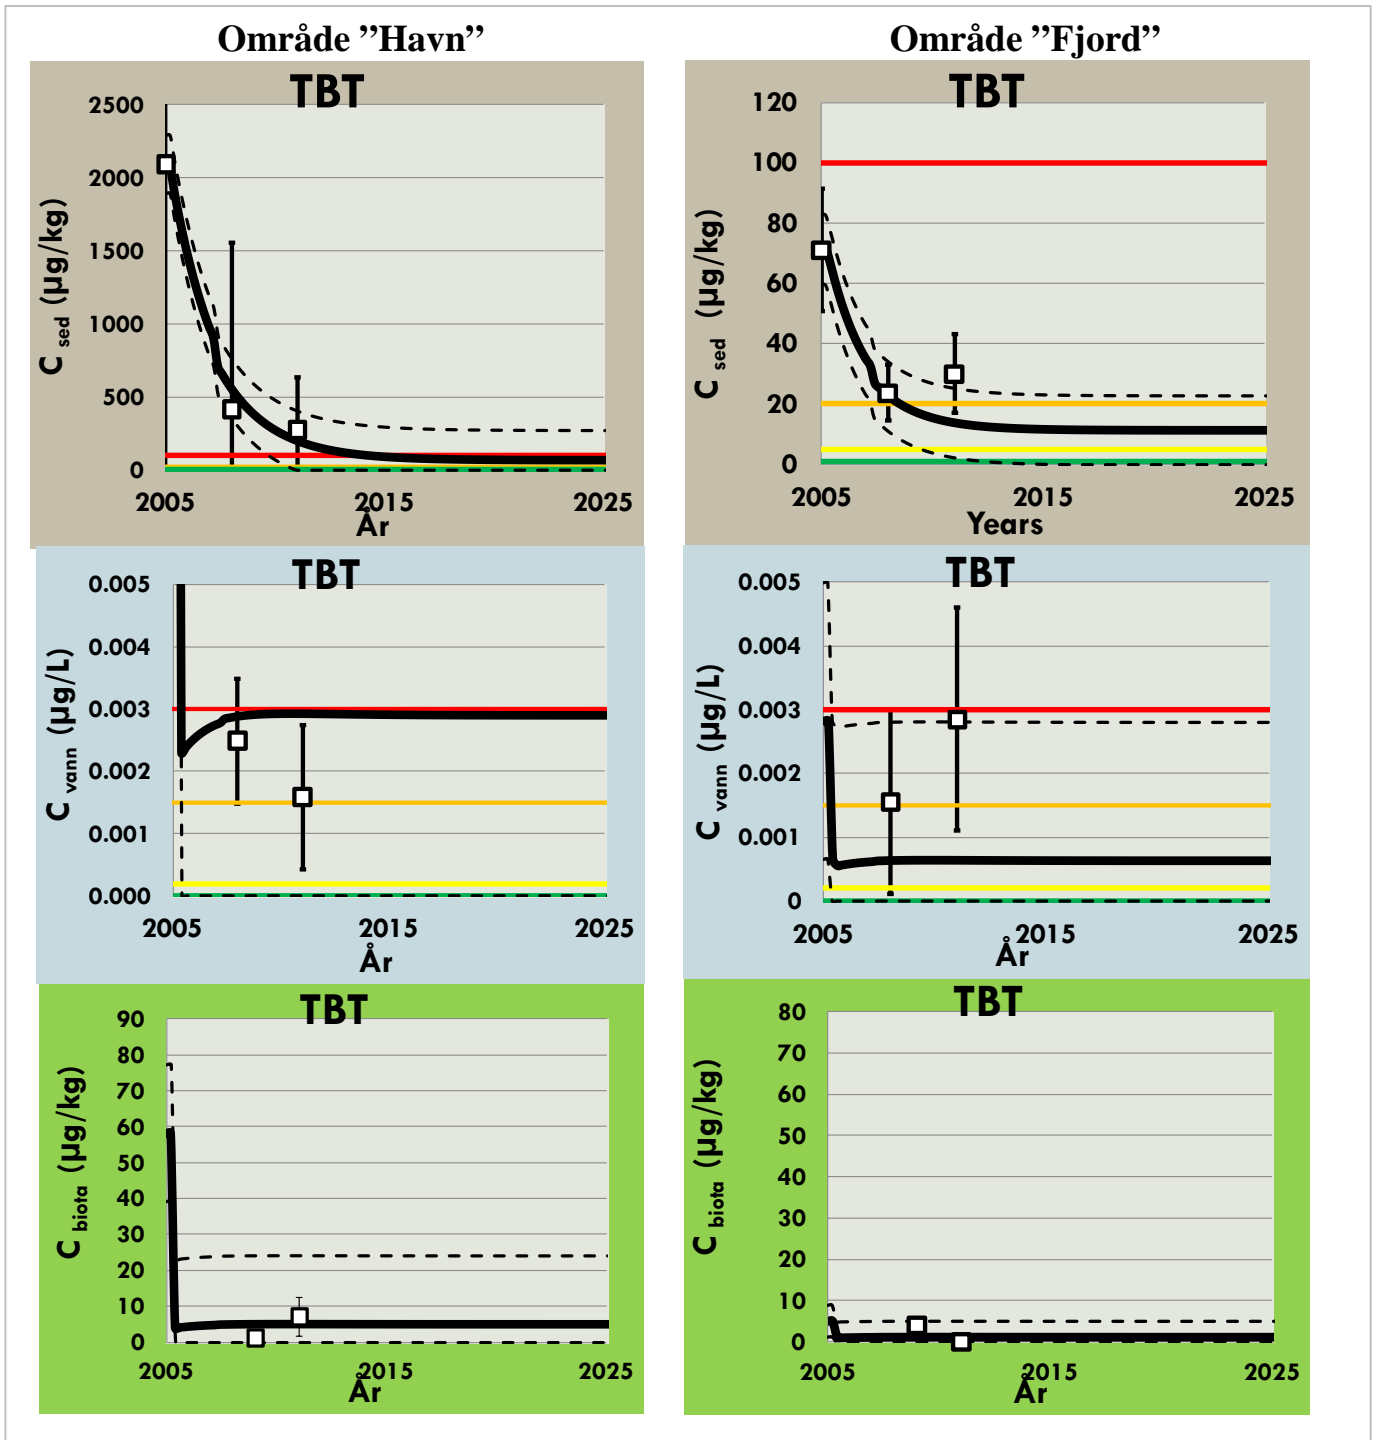 Område ”Havn”
Område ”Fjord”
TBT
2500
2000
1500
1000
500
0
C sed (µg/kg)
2005 2015 2025
År
TBT
120
100
80
60
40
20
0
C sed (µg/kg)
2005 2015 2025
Years
TBT
0.005
0.004
0.003
0.002
0.001
0.000
C vann (µg/L)
2005 2015 2025
År
TBT
0.005
0.004
0.003
0.002
0.001
0
C vann (µg/L)
2005 2015 2025
År
TBT
90
80
70
60
50
40
30
20
10
0
C biota (µg/kg)
2005 2015 2025
År
TBT
80
70
60
50
40
30
20
10
0
C biota (µg/kg)
2005 2015 2025
År